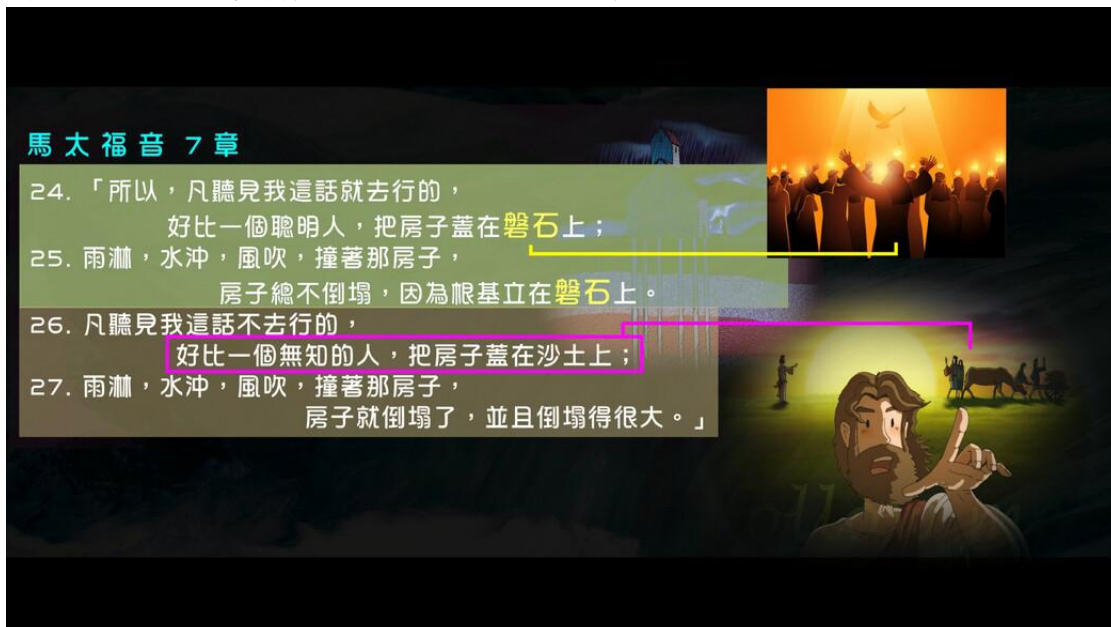 馬太福音 7章
24. 「所以，凡聽見我這話就去行的，
好比一個聰明人，把房子蓋在磐石上；
25. 雨淋，水沖，風吹，撞著那房子，
房子總不倒塌，因為根基立在磐石上。
26. 凡聽見我這話不去行的，
好比一個無知的人，把房子蓋在沙土上；
27. 雨淋，水沖，風吹，撞著那房子，
房子就倒塌了，並且倒塌得很大。」